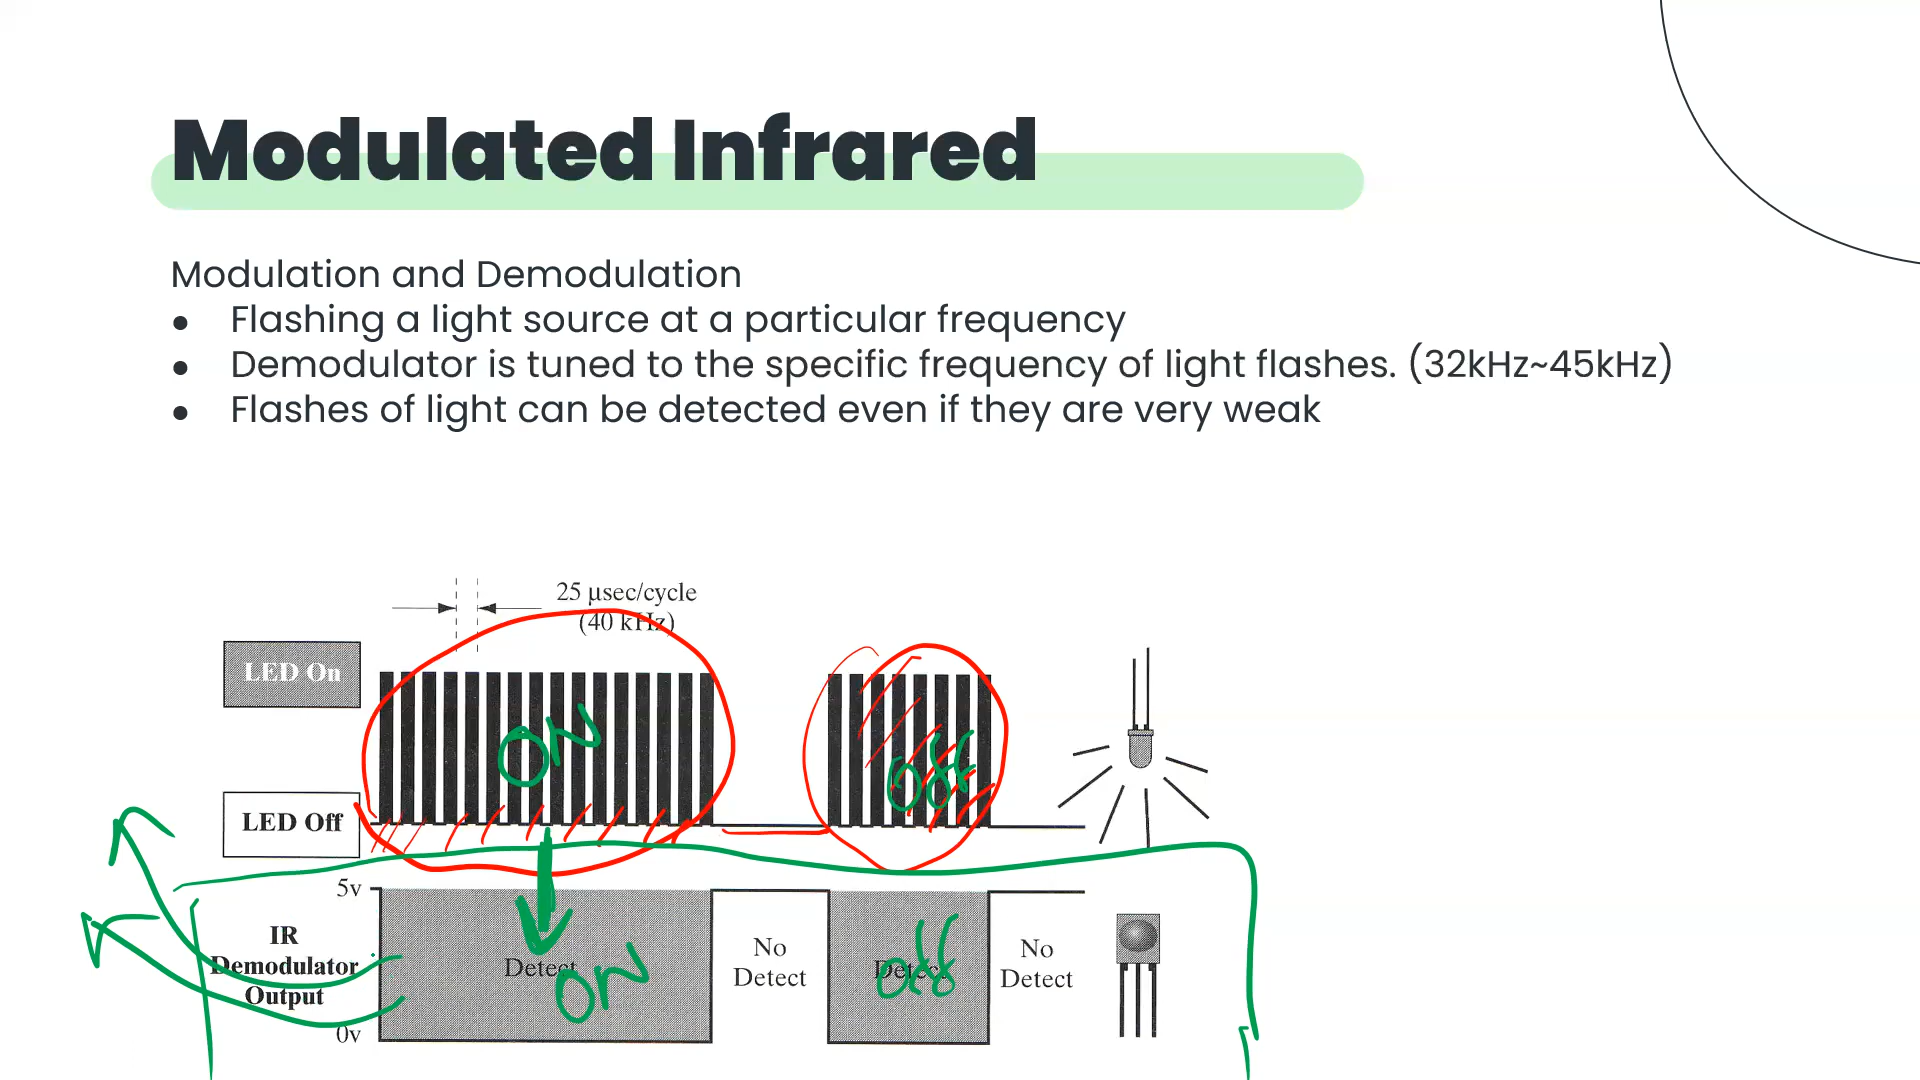 Modulated Infrared
Modulation and Demodulation
● Flashing a light source at a particular frequency
● Demodulator is tuned to the specific frequency of light flashes. (32kHz~45kHz)
● Flashes of light can be detected even if they are very weak
25 µsec/cycle
(40 kHz)
LED On
ON
off
LED Off
5v
IR
Demodulator
Output
0v
Detect
ON
No
Detect
Detect
off
No
Detect